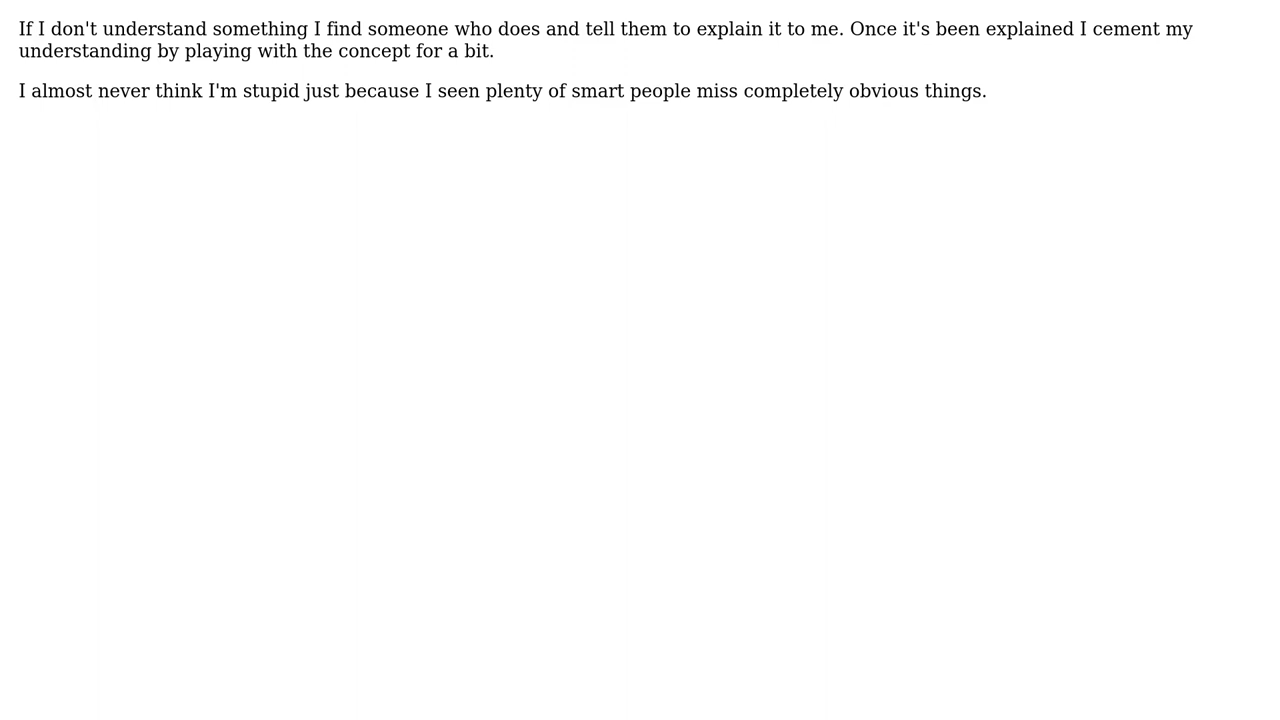 If I don't understand something I find someone who does and tell them to explain it to me. Once it's been explained I cement my
understanding by playing with the concept for a bit.
I almost never think I'm stupid just because I seen plenty of smart people miss completely obvious things.